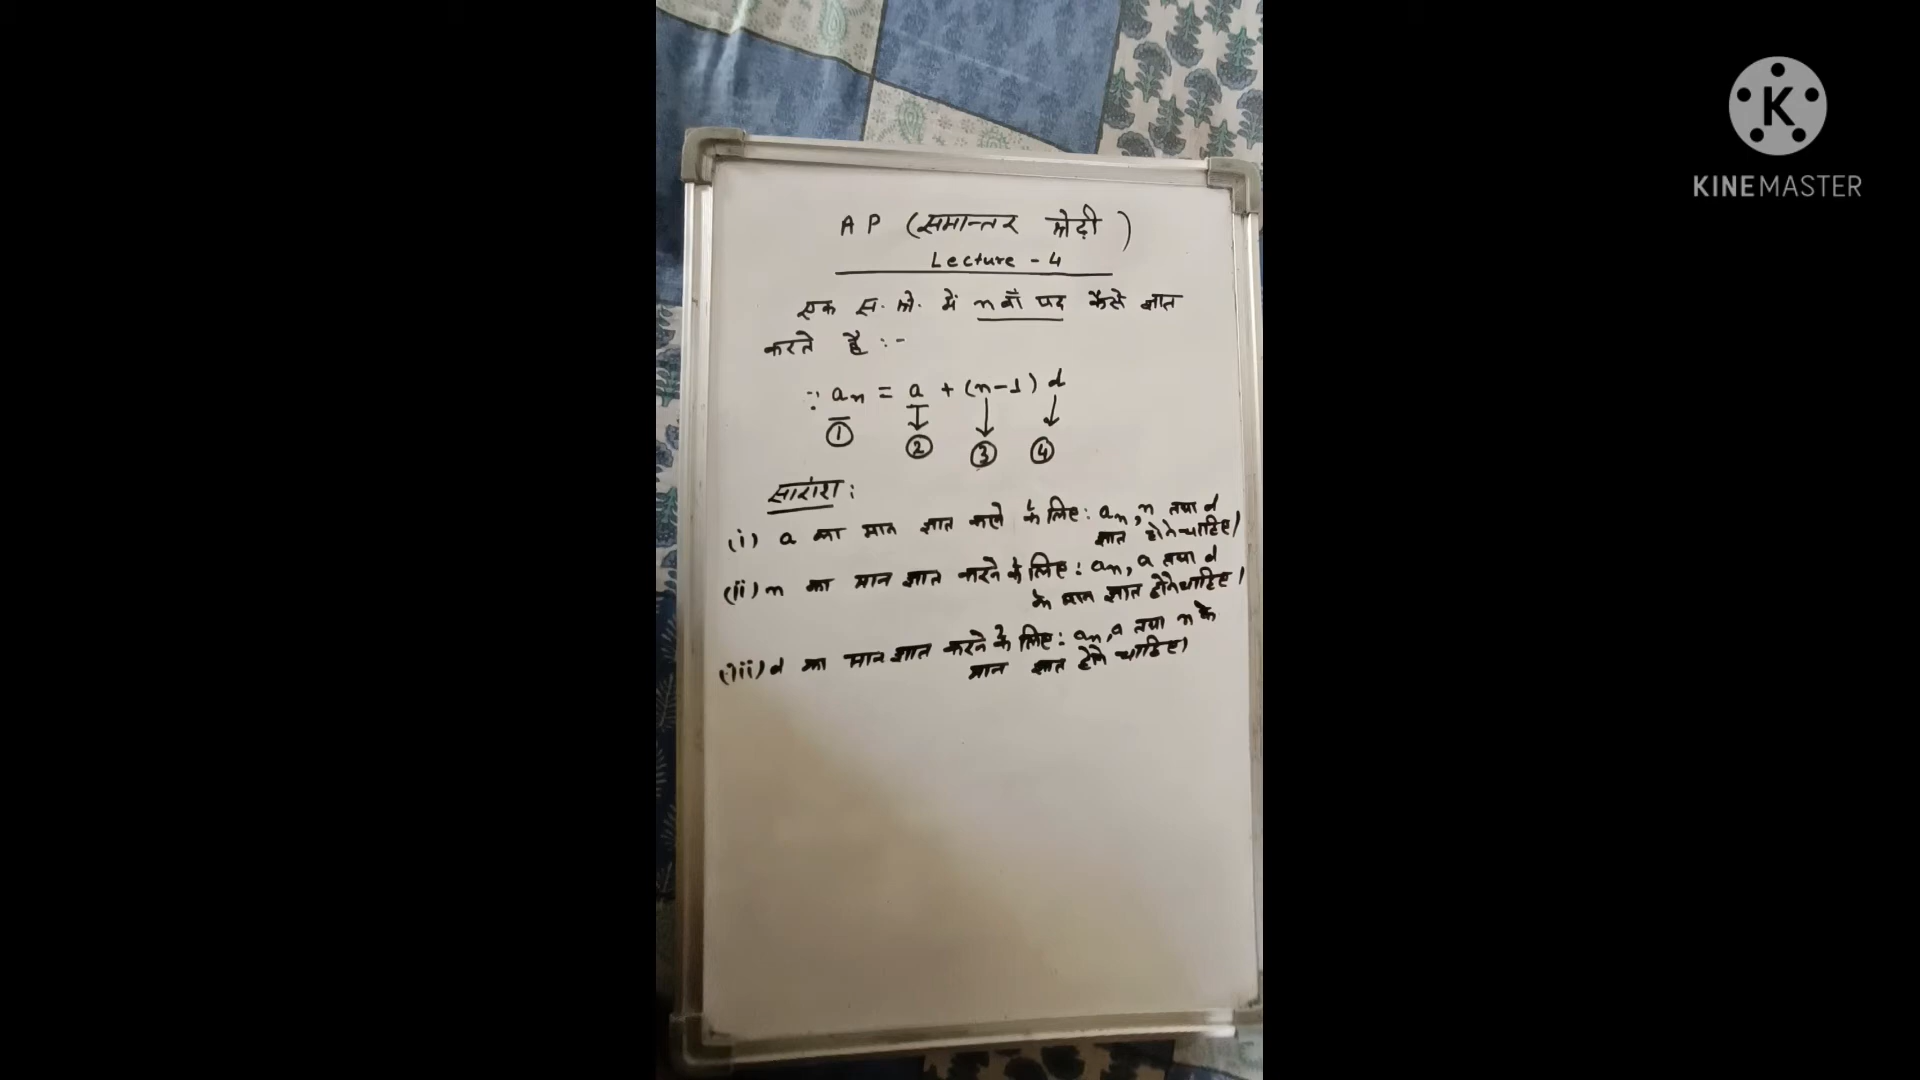 AP (समान्तर श्रेढ़ी)
Lecture - 4
एक स. श्रे. में n वाँ पद कैसे ज्ञात
करते है :-
∵ an = a + (n-1) d
① ② ③ ④
सारांश :
(i) a का मान ज्ञात करने के लिए : an, n तथा d
ज्ञात होने चाहिए।
(ii) n का मान ज्ञात करने के लिए : an, a तथा d
के मान ज्ञात होने चाहिए।
(iii) d का मान ज्ञात करने के लिए : an, a तथा n के
मान ज्ञात होने चाहिए।
K
KINEMASTER